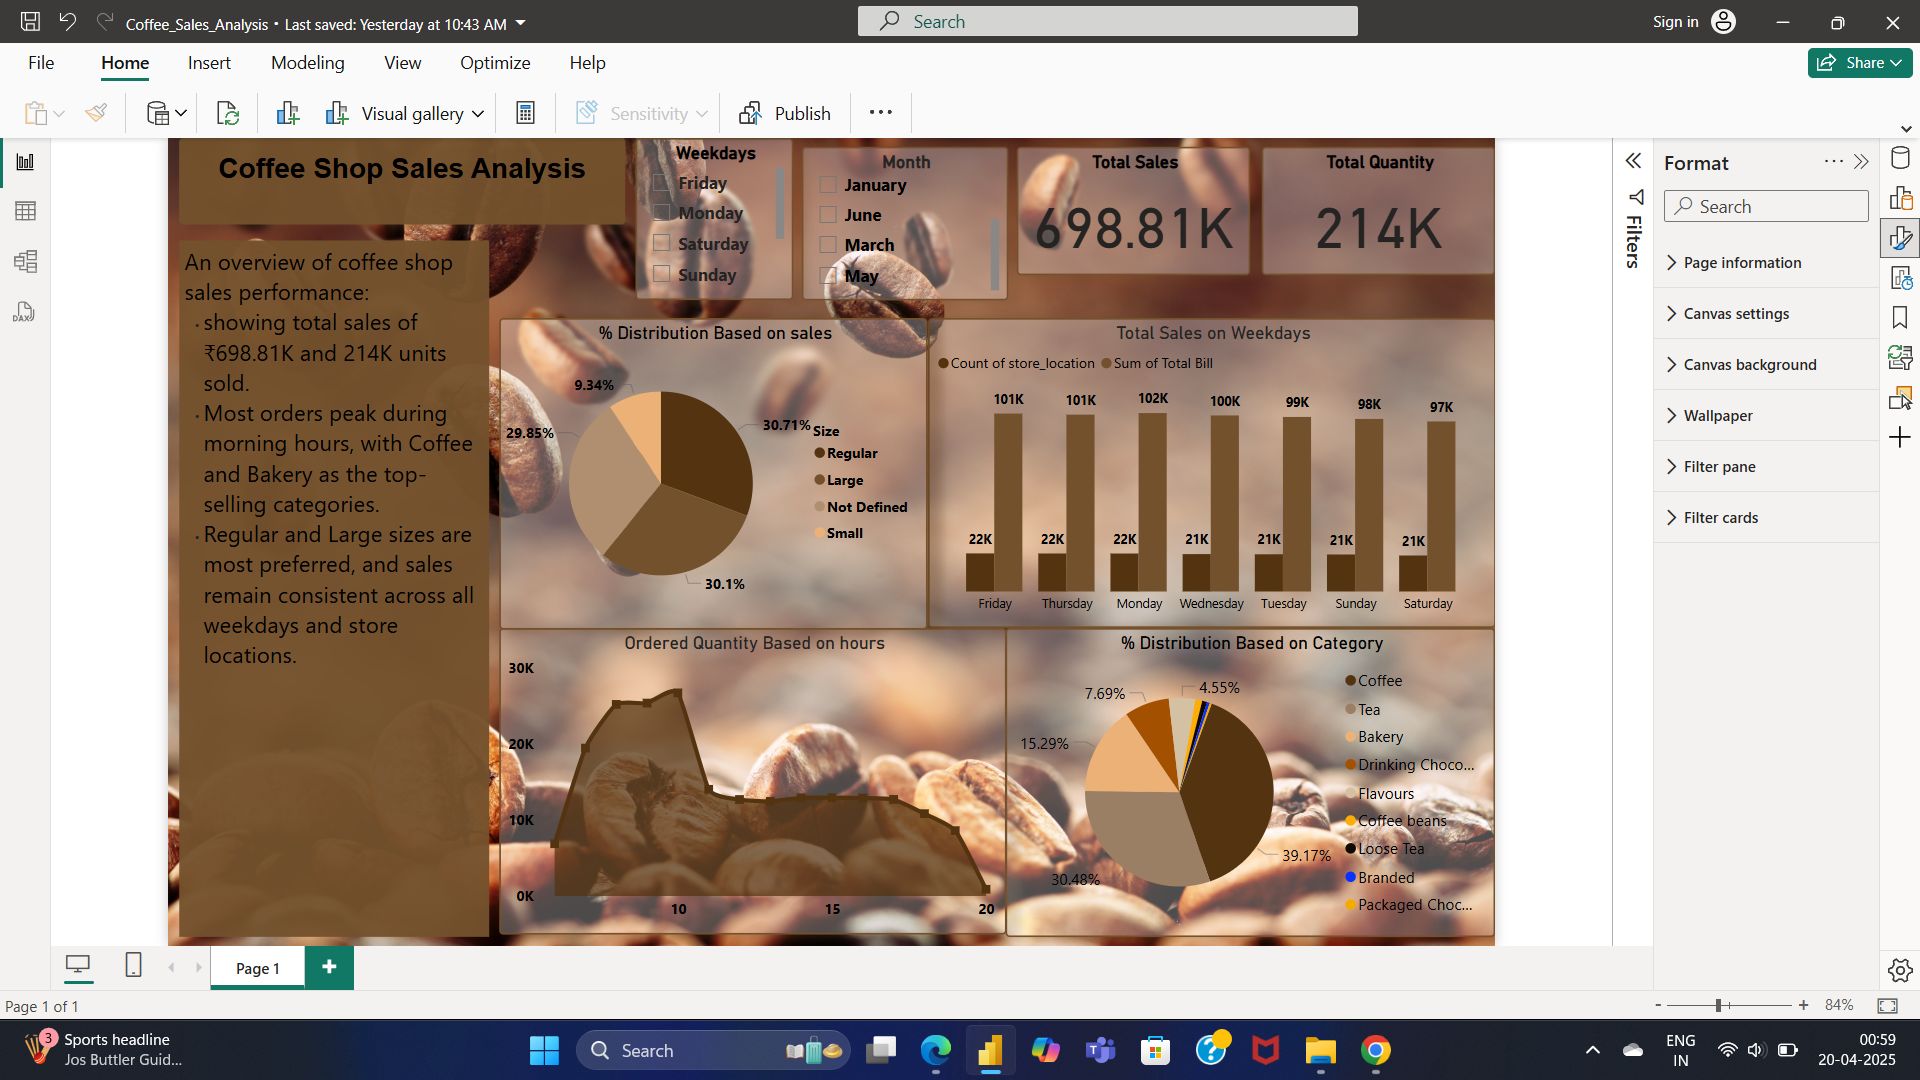 Coffee_Sales_Analysis • Last saved: Yesterday at 10:43 AM
Search
Sign in
File
Home
Insert
Modeling
View
Optimize
Help
Share
Visual gallery
Sensitivity
Publish
Coffee Shop Sales Analysis
An overview of coffee shop
sales performance:
· showing total sales of
₹698.81K and 214K units
sold.
· Most orders peak during
morning hours, with Coffee
and Bakery as the top-
selling categories.
· Regular and Large sizes are
most preferred, and sales
remain consistent across all
weekdays and store
locations.
Weekdays
Friday
Monday
Saturday
Sunday
Month
January
June
March
May
Total Sales
698.81K
Total Quantity
214K
% Distribution Based on sales
9.34%
30.71%
29.85%
30.1%
Size
Regular
Large
Not Defined
Small
Total Sales on Weekdays
Count of store_location Sum of Total Bill
101K 101K 102K 100K 99K 98K 97K
22K 22K 22K 21K 21K 21K 21K
Friday Thursday Monday Wednesday Tuesday Sunday Saturday
Ordered Quantity Based on hours
30K
20K
10K
0K
10 15 20
% Distribution Based on Category
7.69%
4.55%
15.29%
39.17%
30.48%
Coffee
Tea
Bakery
Drinking Choco...
Flavours
Coffee beans
Loose Tea
Branded
Packaged Choc...
Filters
Format
Search
Page information
Canvas settings
Canvas background
Wallpaper
Filter pane
Filter cards
DAX
Page 1
Page 1 of 1
84%
3
Sports headline
Jos Buttler Guid...
Search
ENG
IN
00:59
20-04-2025